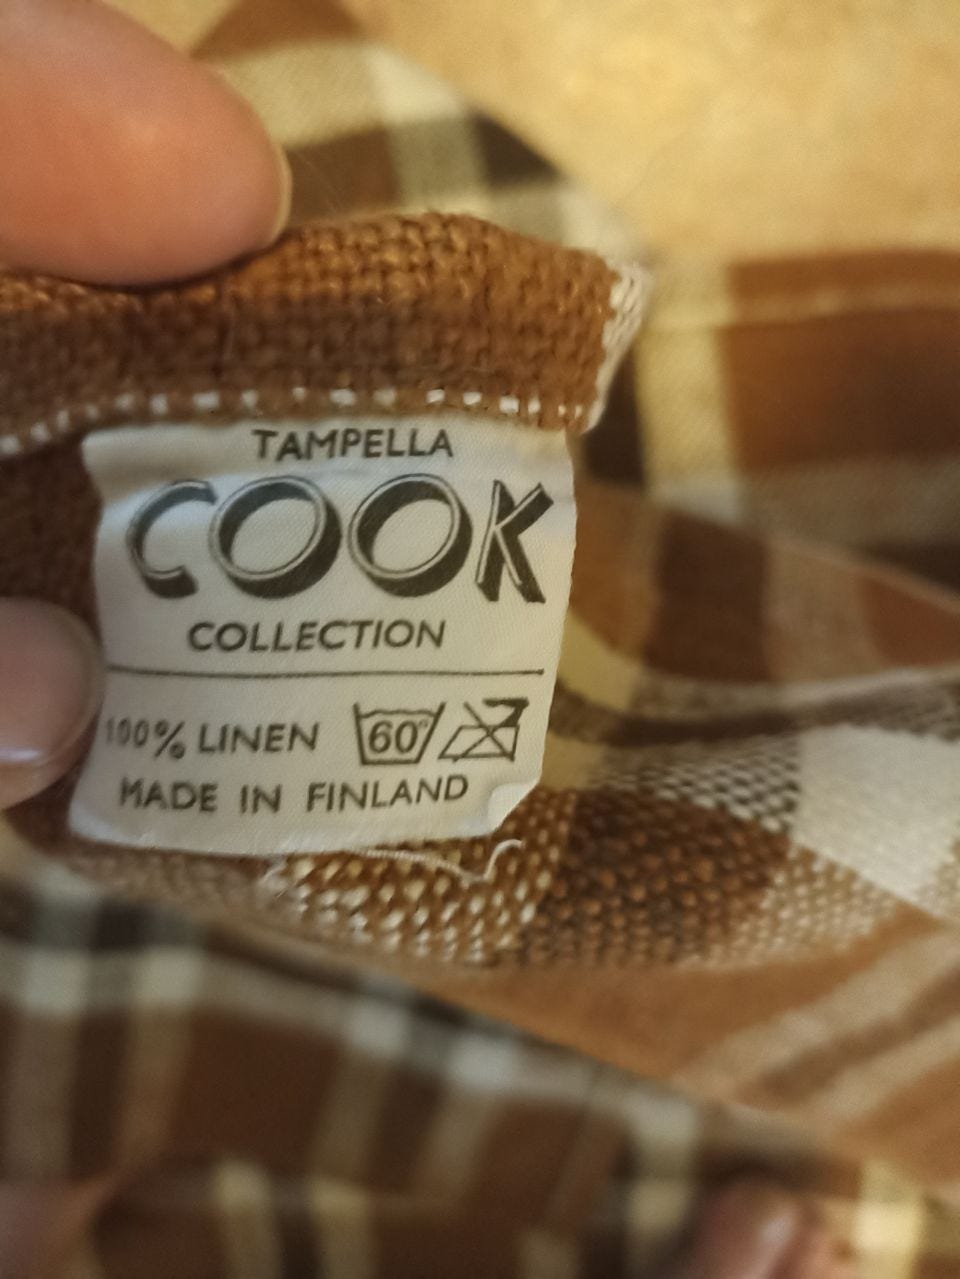 TAMPELLA
COOK
COLLECTION
100% LINEN 60°
MADE IN FINLAND